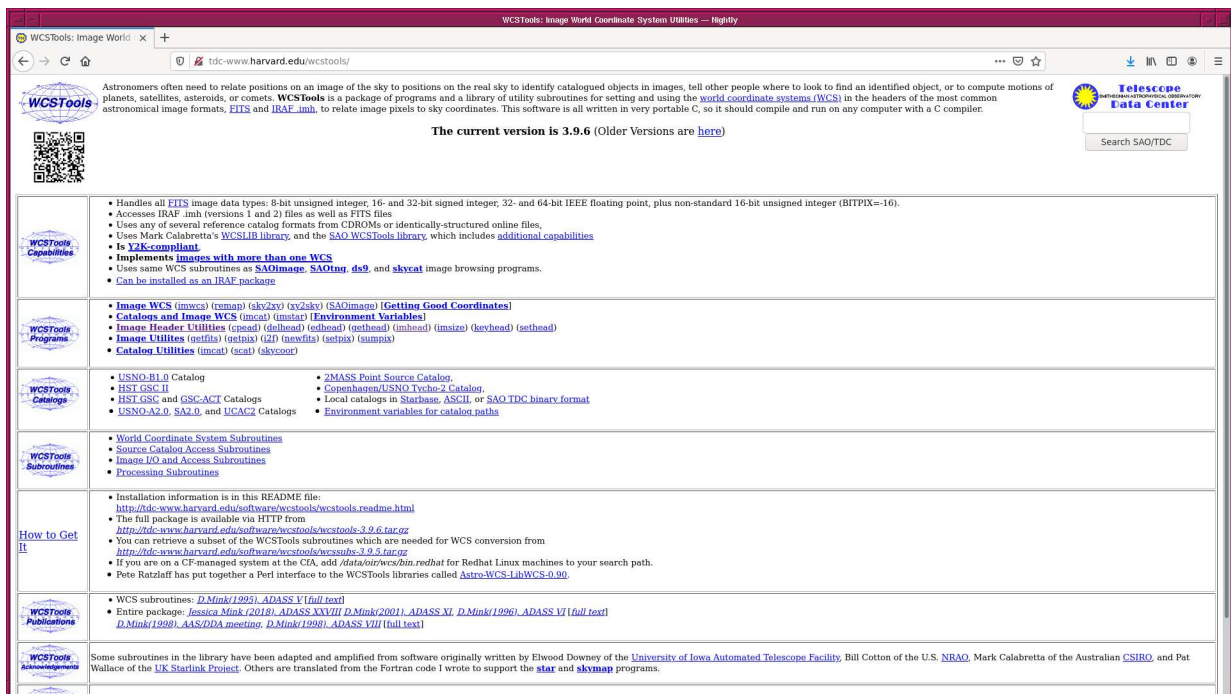 WCSTools: Image World Coordinate System Utilities — Nightly
WCSTools: Image World
tdc-www.harvard.edu/wcstools/
WCSTools
Astronomers often need to relate positions on an image of the sky to positions on the real sky to identify catalogued objects in images, tell other people where to look to find an identified object, or to compute motions of
planets, satellites, asteroids, or comets. WCSTools is a package of programs and a library of utility subroutines for setting and using the world coordinate systems (WCS) in the headers of the most common
astronomical image formats, FITS and IRAF .imh, to relate image pixels to sky coordinates. This software is all written in very portable C, so it should compile and run on any computer with a C compiler.
The current version is 3.9.6 (Older Versions are here)
Telescope
SMITHSONIAN ASTROPHYSICAL OBSERVATORY
Data Center
Search SAO/TDC
WCSTools
Capabilities
• Handles all FITS image data types: 8-bit unsigned integer, 16- and 32-bit signed integer, 32- and 64-bit IEEE floating point, plus non-standard 16-bit unsigned integer (BITPIX=-16).
• Accesses IRAF .imh (versions 1 and 2) files as well as FITS files
• Uses any of several reference catalog formats from CDROMs or identically-structured online files,
• Uses Mark Calabretta's WCSLIB library, and the SAO WCSTools library, which includes additional capabilities
• Is Y2K-compliant,
• Implements images with more than one WCS
• Uses same WCS subroutines as SAOimage, SAOtng, ds9, and skycat image browsing programs.
• Can be installed as an IRAF package
WCSTools
Programs
• Image WCS (imwcs) (remap) (sky2xy) (xy2sky) (SAOimage) [Getting Good Coordinates]
• Catalogs and Image WCS (imcat) (imstar) [Environment Variables]
• Image Header Utilities (cphead) (delhead) (edhead) (gethead) (imhead) (imsize) (keyhead) (sethead)
• Image Utilites (getfits) (getpix) (i2f) (newfits) (setpix) (sumpix)
• Catalog Utilities (imcat) (scat) (skycoor)
WCSTools
Catalogs
• USNO-B1.0 Catalog
• HST GSC II
• HST GSC and GSC-ACT Catalogs
• USNO-A2.0, SA2.0, and UCAC2 Catalogs
• 2MASS Point Source Catalog,
• Copenhagen/USNO Tycho-2 Catalog,
• Local catalogs in Starbase, ASCII, or SAO TDC binary format
• Environment variables for catalog paths
WCSTools
Subroutines
• World Coordinate System Subroutines
• Source Catalog Access Subroutines
• Image I/O and Access Subroutines
• Processing Subroutines
How to Get
It
• Installation information is in this README file:
http://tdc-www.harvard.edu/software/wcstools/wcstools.readme.html
• The full package is available via HTTP from
http://tdc-www.harvard.edu/software/wcstools/wcstools-3.9.6.tar.gz
• You can retrieve a subset of the WCSTools subroutines which are needed for WCS conversion from
http://tdc-www.harvard.edu/software/wcstools/wcssubs-3.9.5.tar.gz
• If you are on a CF-managed system at the CfA, add /data/oir/wcs/bin.redhat for Redhat Linux machines to your search path.
• Pete Ratzlaff has put together a Perl interface to the WCSTools libraries called Astro-WCS-LibWCS-0.90.
WCSTools
Publications
• WCS subroutines: D.Mink(1995), ADASS V [full text]
• Entire package: Jessica Mink (2018), ADASS XXVIII D.Mink(2001), ADASS XI, D.Mink(1996), ADASS VI [full text]
D.Mink(1998), AAS/DDA meeting, D.Mink(1998), ADASS VIII [full text]
WCSTools
Acknowledgements
Some subroutines in the library have been adapted and amplified from software originally written by Elwood Downey of the University of Iowa Automated Telescope Facility, Bill Cotton of the U.S. NRAO, Mark Calabretta of the Australian CSIRO, and Pat
Wallace of the UK Starlink Project. Others are translated from the Fortran code I wrote to support the star and skymap programs.